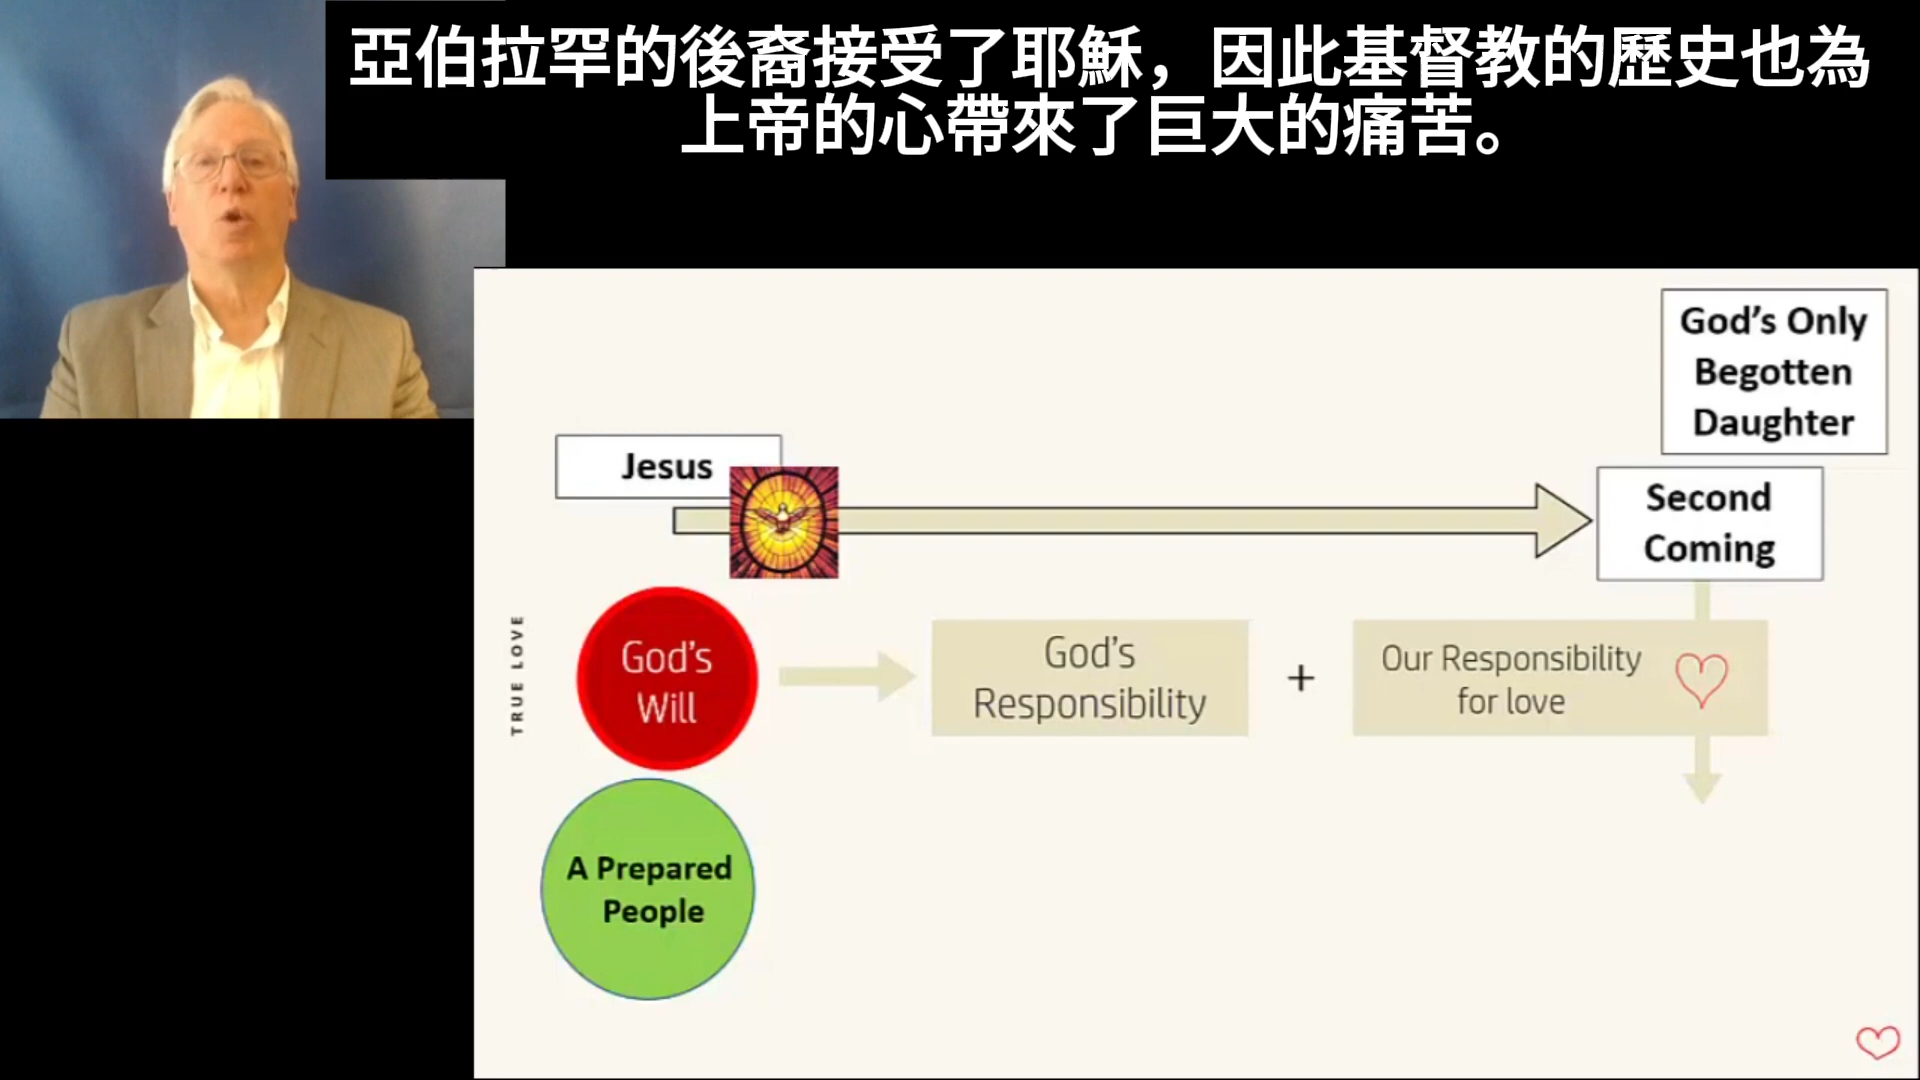 亞伯拉罕的後裔接受了耶穌，因此基督教的歷史也為
上帝的心帶來了巨大的痛苦。
God’s Only
Begotten
Daughter
Jesus
Second
Coming
TRUE LOVE
God’s
Will
God’s
Responsibility
+
Our Responsibility
for love
A Prepared
People